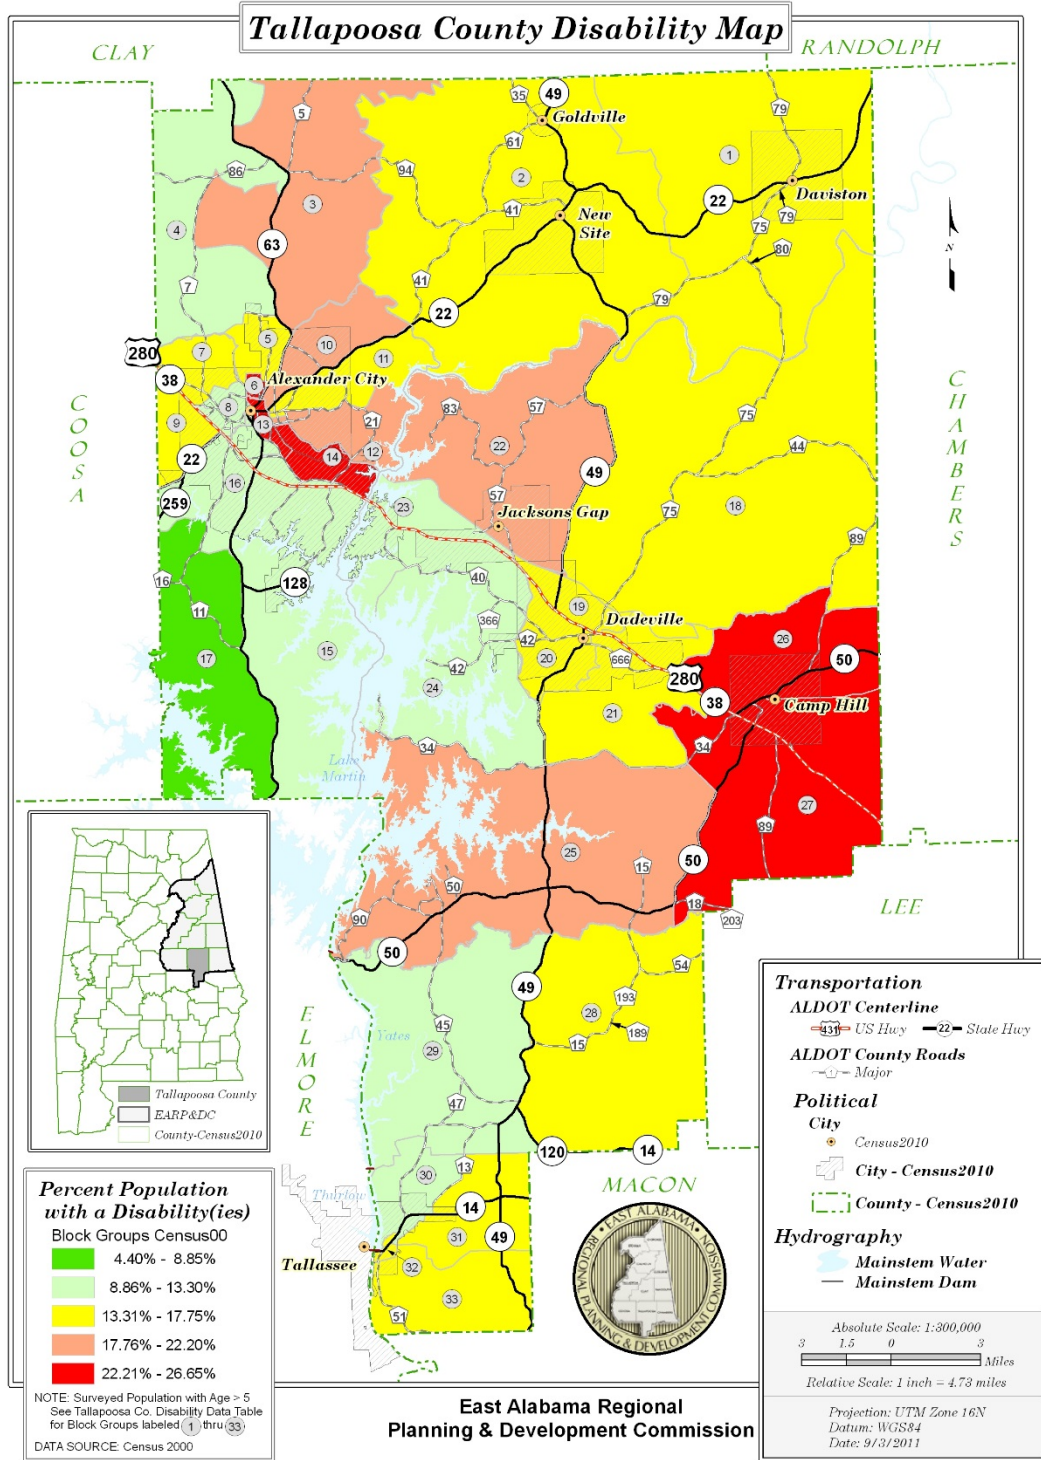 Tallapoosa County Disability Map
CLAY
RANDOLPH
35
49
Goldville
5
79
61
1
86
94
2
Daviston
3
41
New
Site
22
79
75
4
80
63
7
41
79
22
280
5
7
10
11
38
6
Alexander City
8
9
13
21
83
57
75
COOSA
CHAMBERS
N
14
12
22
44
22
49
16
259
23
57
Jacksons Gap
75
18
89
16
128
40
11
19
366
Dadeville
26
17
15
42
20
666
50
42
24
280
38
Camp Hill
21
34
34
Lake
Martin
27
89
25
50
15
50
90
18
203
LEE
50
54
49
193
28
189
15
45
Yates
29
ELMORE
47
120
14
30
13
MACON
Thurlow
14
31
49
Tallassee
32
33
51
Tallapoosa County
EARP&DC
County-Census2010
Percent Population
with a Disability(ies)
Block Groups Census00
4.40% - 8.85%
8.86% - 13.30%
13.31% - 17.75%
17.76% - 22.20%
22.21% - 26.65%
NOTE: Surveyed Population with Age > 5
See Tallapoosa Co. Disability Data Table
for Block Groups labeled 1 thru 33
DATA SOURCE: Census 2000
EAST ALABAMA
REGIONAL PLANNING & DEVELOPMENT COMMISSION
East Alabama Regional
Planning & Development Commission
Transportation
ALDOT Centerline
431 US Hwy 22 State Hwy
ALDOT County Roads
1 Major
Political
City
Census2010
City - Census2010
County - Census2010
Hydrography
Mainstem Water
Mainstem Dam
Absolute Scale: 1:300,000
3 1.5 0 3
Miles
Relative Scale: 1 inch = 4.73 miles
Projection: UTM Zone 16N
Datum: WGS84
Date: 9/3/2011